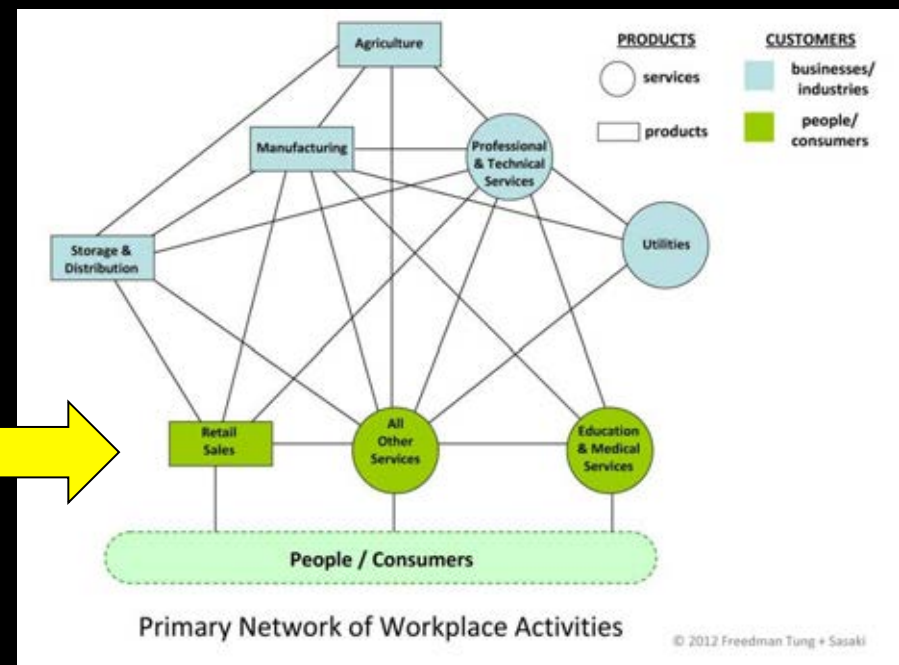 Agriculture
PRODUCTS
services
products
CUSTOMERS
businesses/
industries
people/
consumers
Manufacturing
Professional
& Technical
Services
Storage &
Distribution
Utilities
Retail
Sales
All
Other
Services
Education
& Medical
Services
People / Consumers
Primary Network of Workplace Activities
© 2012 Freedman Tung + Sasaki